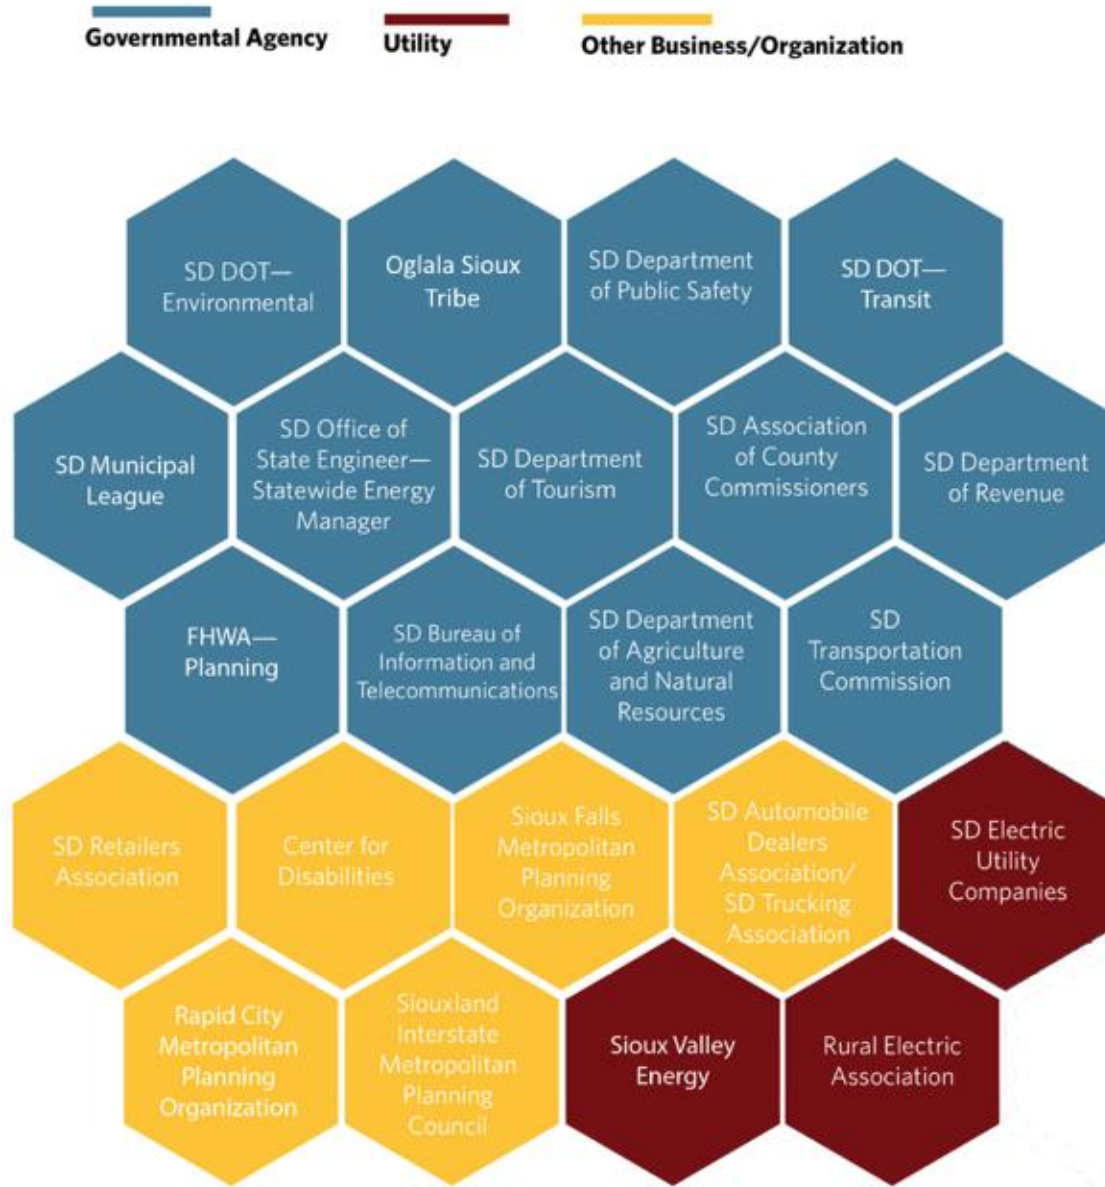 Governmental Agency
Utility
Other Business/Organization
SD DOT—
Environmental
Oglala Sioux
Tribe
SD Department
of Public Safety
SD DOT—
Transit
SD Municipal
League
SD Office of
State Engineer—
Statewide Energy
Manager
SD Department
of Tourism
SD Association
of County
Commissioners
SD Department
of Revenue
FHWA—
Planning
SD Bureau of
Information and
Telecommunications
SD Department
of Agriculture
and Natural
Resources
SD
Transportation
Commission
SD Retailers
Association
Center for
Disabilities
Sioux Falls
Metropolitan
Planning
Organization
SD Automobile
Dealers
Association/
SD Trucking
Association
SD Electric
Utility
Companies
Rapid City
Metropolitan
Planning
Organization
Siouxland
Interstate
Metropolitan
Planning
Council
Sioux Valley
Energy
Rural Electric
Association